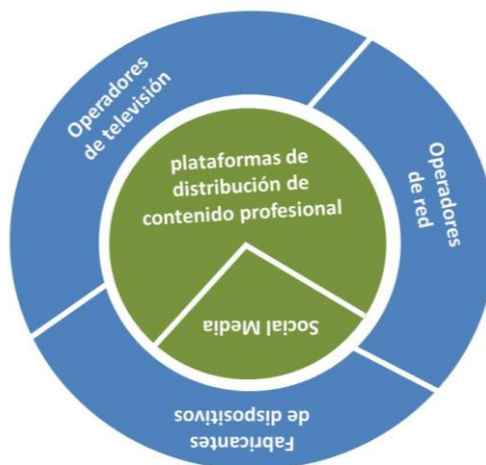 Operadores
de televisión
Operadores
de red
plataformas de
distribución de
contenido profesional
Social Media
Fabricantes
de dispositivos